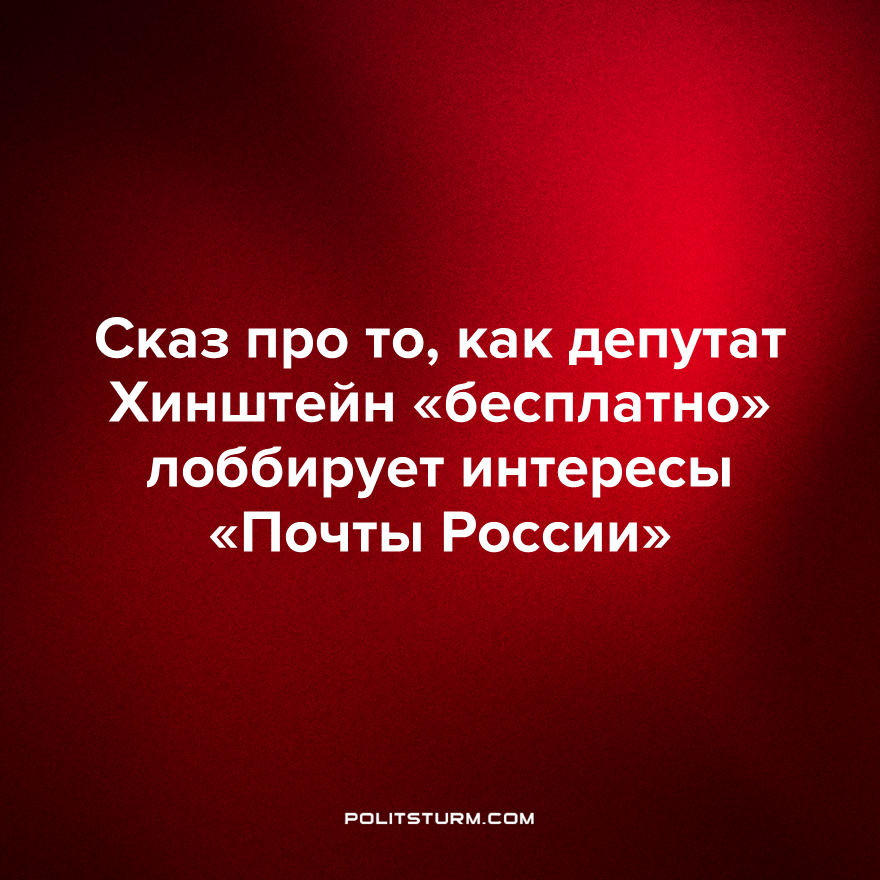 Сказ про то, как депутат
Хинштейн «бесплатно»
лоббирует интересы
«Почты России»
POLITSTURM.COM